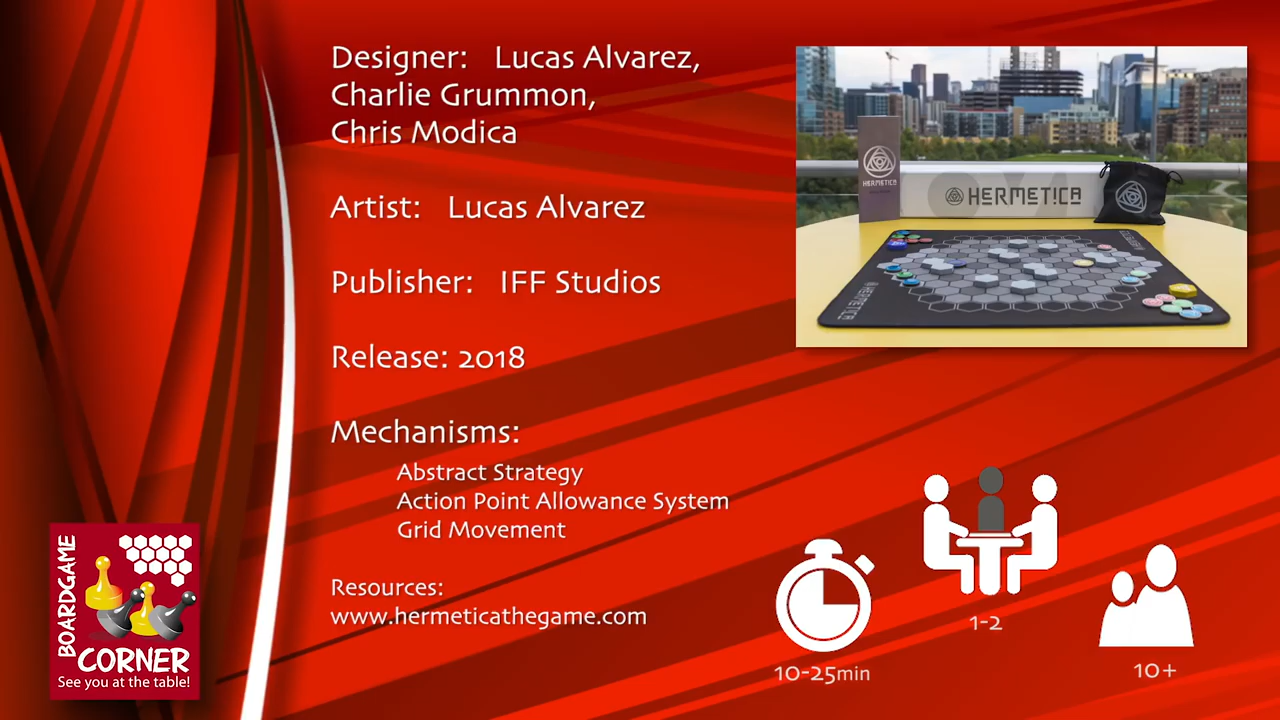 Designer: Lucas Alvarez,
Charlie Grummon,
Chris Modica
Artist: Lucas Alvarez
Publisher: IFF Studios
Release: 2018
Mechanisms:
Abstract Strategy
Action Point Allowance System
Grid Movement
Resources:
www.hermeticathegame.com
HERMETICA
HERMETICA
HERMETICA
10-25min
1-2
10+
BOARDGAME
CORNER
See you at the table!